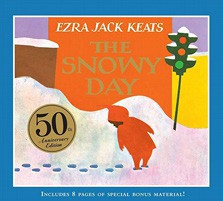 EZRA JACK KEATS
THE
SNOWY
DAY
50th
Anniversary
Edition
INCLUDES 8 PAGES OF SPECIAL BONUS MATERIAL!